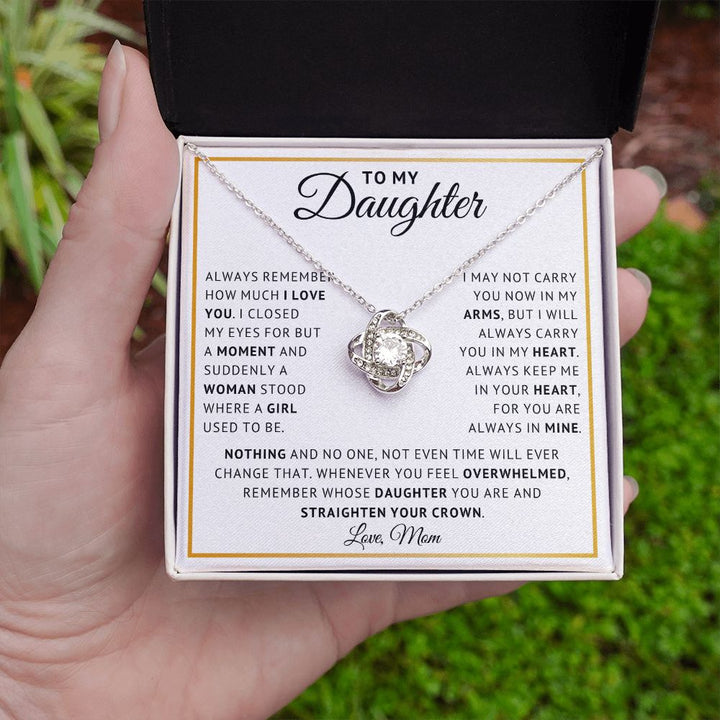 TO MY
Daughter
ALWAYS REMEMBER
HOW MUCH I LOVE
YOU. I CLOSED
MY EYES FOR BUT
A MOMENT AND
SUDDENLY A
WOMAN STOOD
WHERE A GIRL
USED TO BE.
I MAY NOT CARRY
YOU NOW IN MY
ARMS, BUT I WILL
ALWAYS CARRY
YOU IN MY HEART.
ALWAYS KEEP ME
IN YOUR HEART,
FOR YOU ARE
ALWAYS IN MINE.
NOTHING AND NO ONE, NOT EVEN TIME WILL EVER
CHANGE THAT. WHENEVER YOU FEEL OVERWHELMED,
REMEMBER WHOSE DAUGHTER YOU ARE AND
STRAIGHTEN YOUR CROWN.
Love, Mom